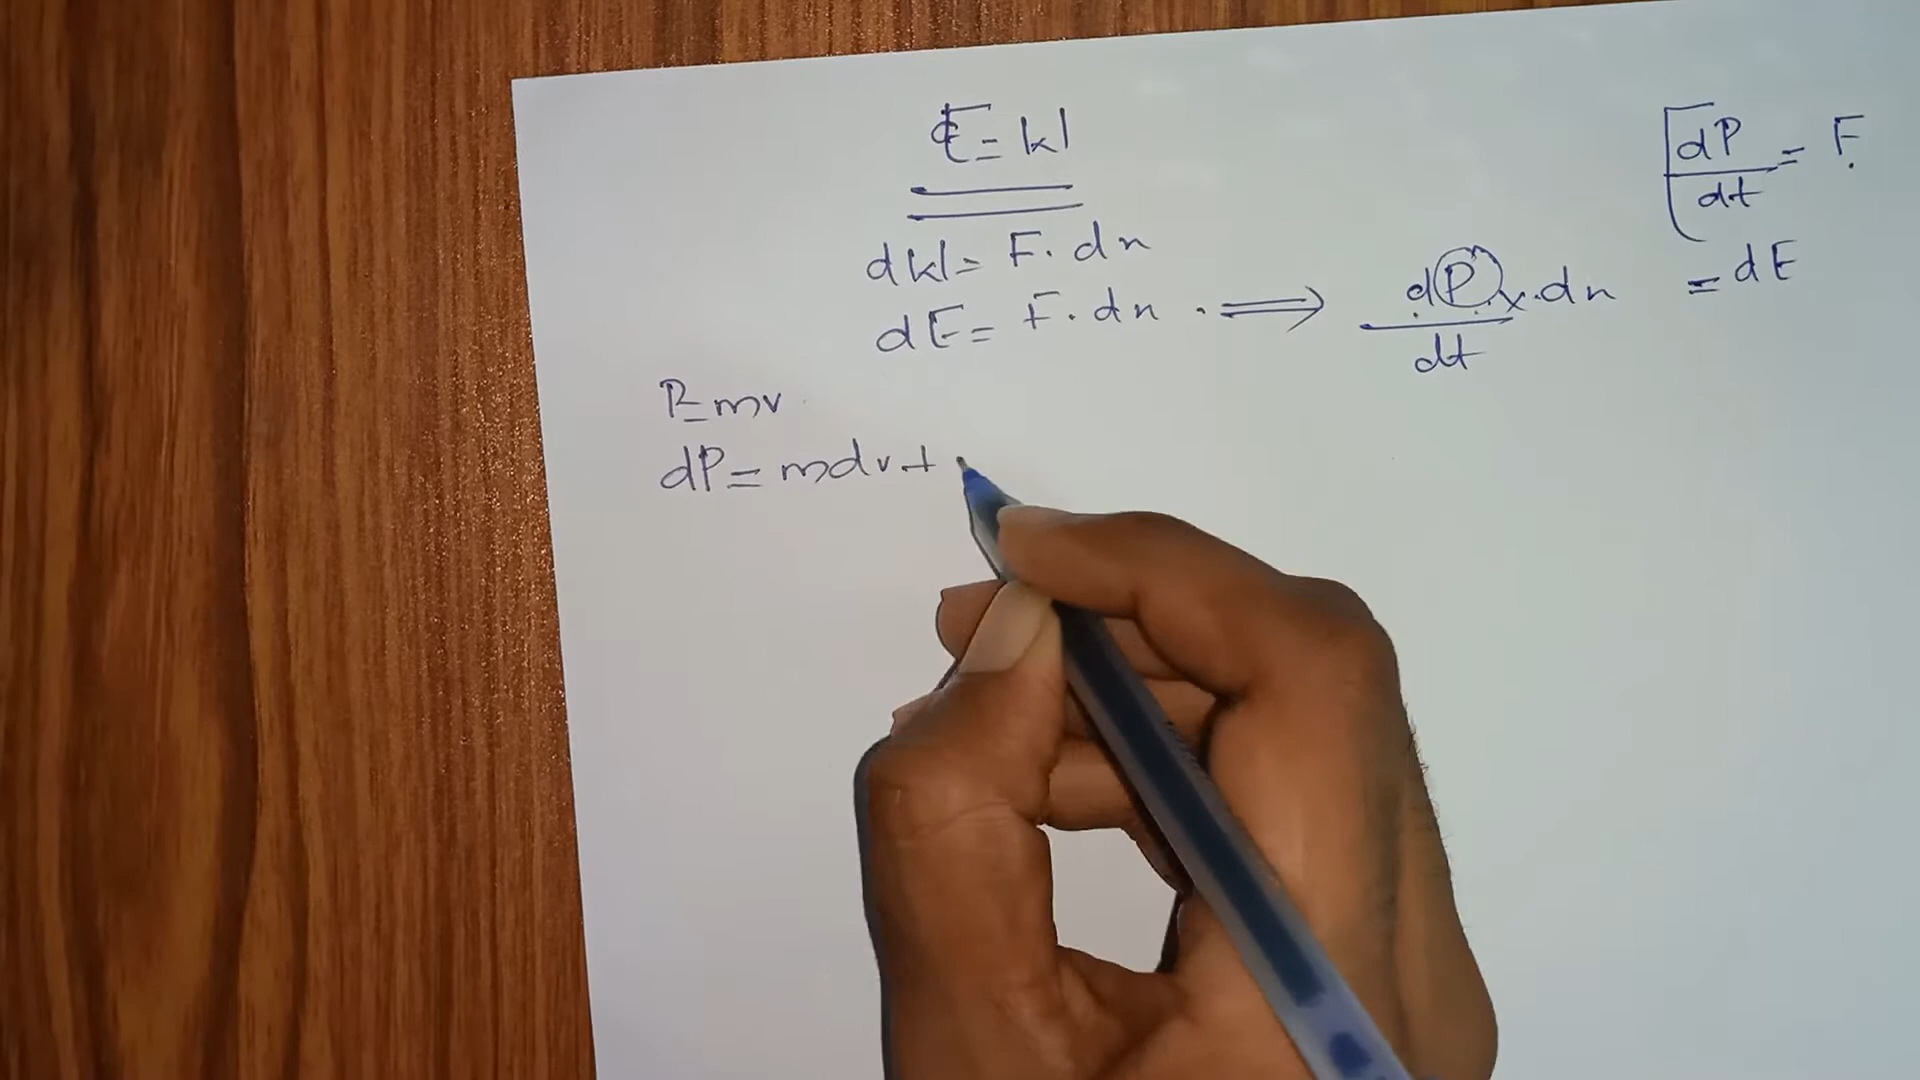 E = kl
dP/dt = F
dkl = F. dn
dE = F. dn . ⟹ dP/dt x. dn = dE
P = mv
dP = mdv +